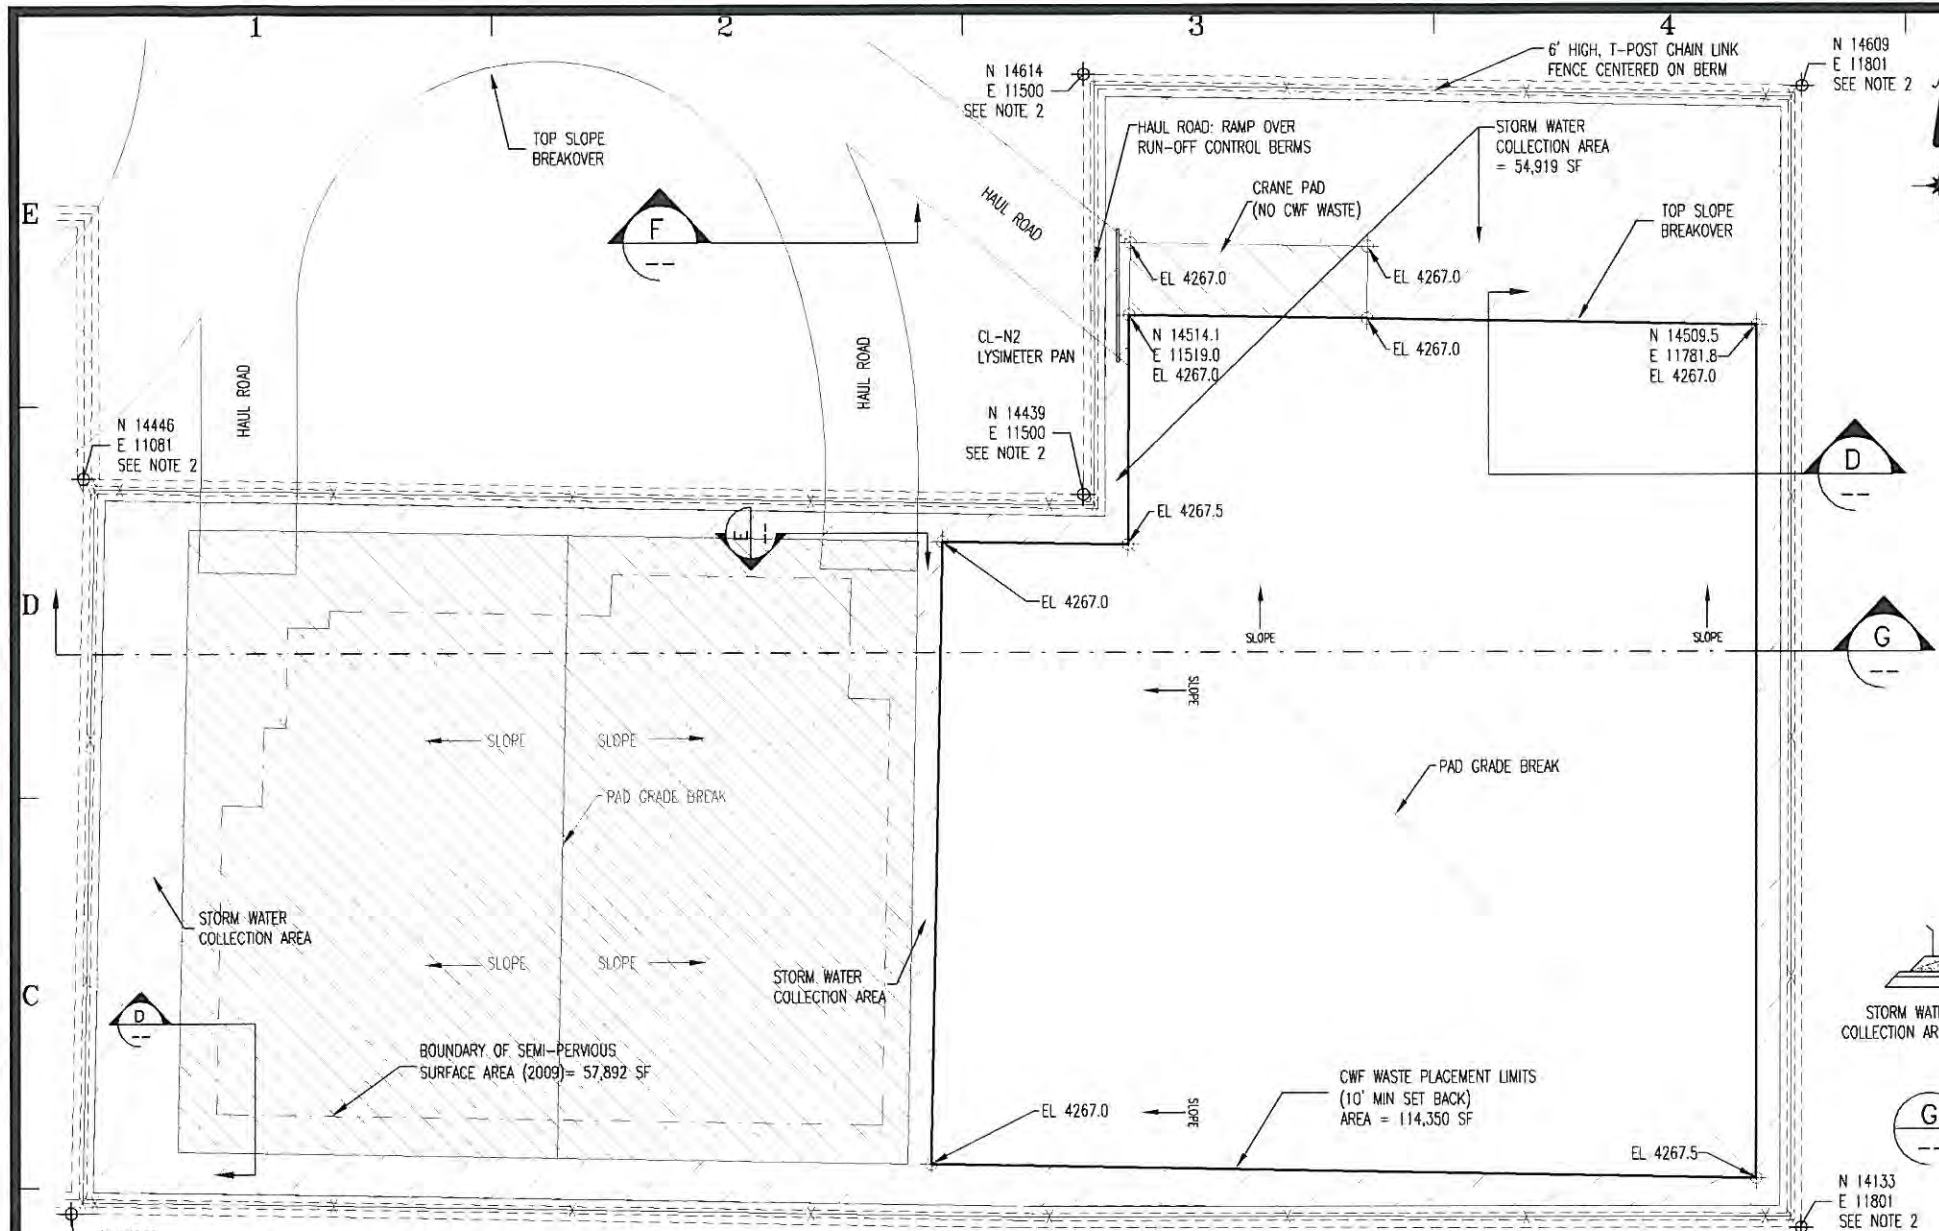 1
2
3
4
E
D
C
N 14614
E 11500
SEE NOTE 2
6' HIGH, T-POST CHAIN LINK
FENCE CENTERED ON BERM
N 14609
E 11801
SEE NOTE 2
TOP SLOPE
BREAKOVER
HAUL ROAD: RAMP OVER
RUN-OFF CONTROL BERMS
STORM WATER
COLLECTION AREA
= 54,919 SF
HAUL ROAD
CRANE PAD
(NO CWF WASTE)
TOP SLOPE
BREAKOVER
F
--
EL 4267.0
EL 4267.0
CL-N2
LYSIMETER PAN
N 14514.1
E 11519.0
EL 4267.0
EL 4267.0
N 14509.5
E 11781.8
EL 4267.0
HAUL ROAD
HAUL ROAD
N 14446
E 11081
SEE NOTE 2
N 14439
E 11500
SEE NOTE 2
D
--
EL 4267.5
E
--
EL 4267.0
SLOPE
SLOPE
G
--
SLOPE
SLOPE
SLOPE
PAD GRADE BREAK
PAD GRADE BREAK
STORM WATER
COLLECTION AREA
SLOPE
SLOPE
STORM WATER
COLLECTION AREA
D
--
STORM WAT
COLLECTION AR
BOUNDARY OF SEMI-PERVIOUS
SURFACE AREA (2009)= 57,892 SF
CWF WASTE PLACEMENT LIMITS
(10' MIN SET BACK)
AREA = 114,350 SF
EL 4267.0
SLOPE
G
--
EL 4267.5
N 14133
E 11801
SEE NOTE 2